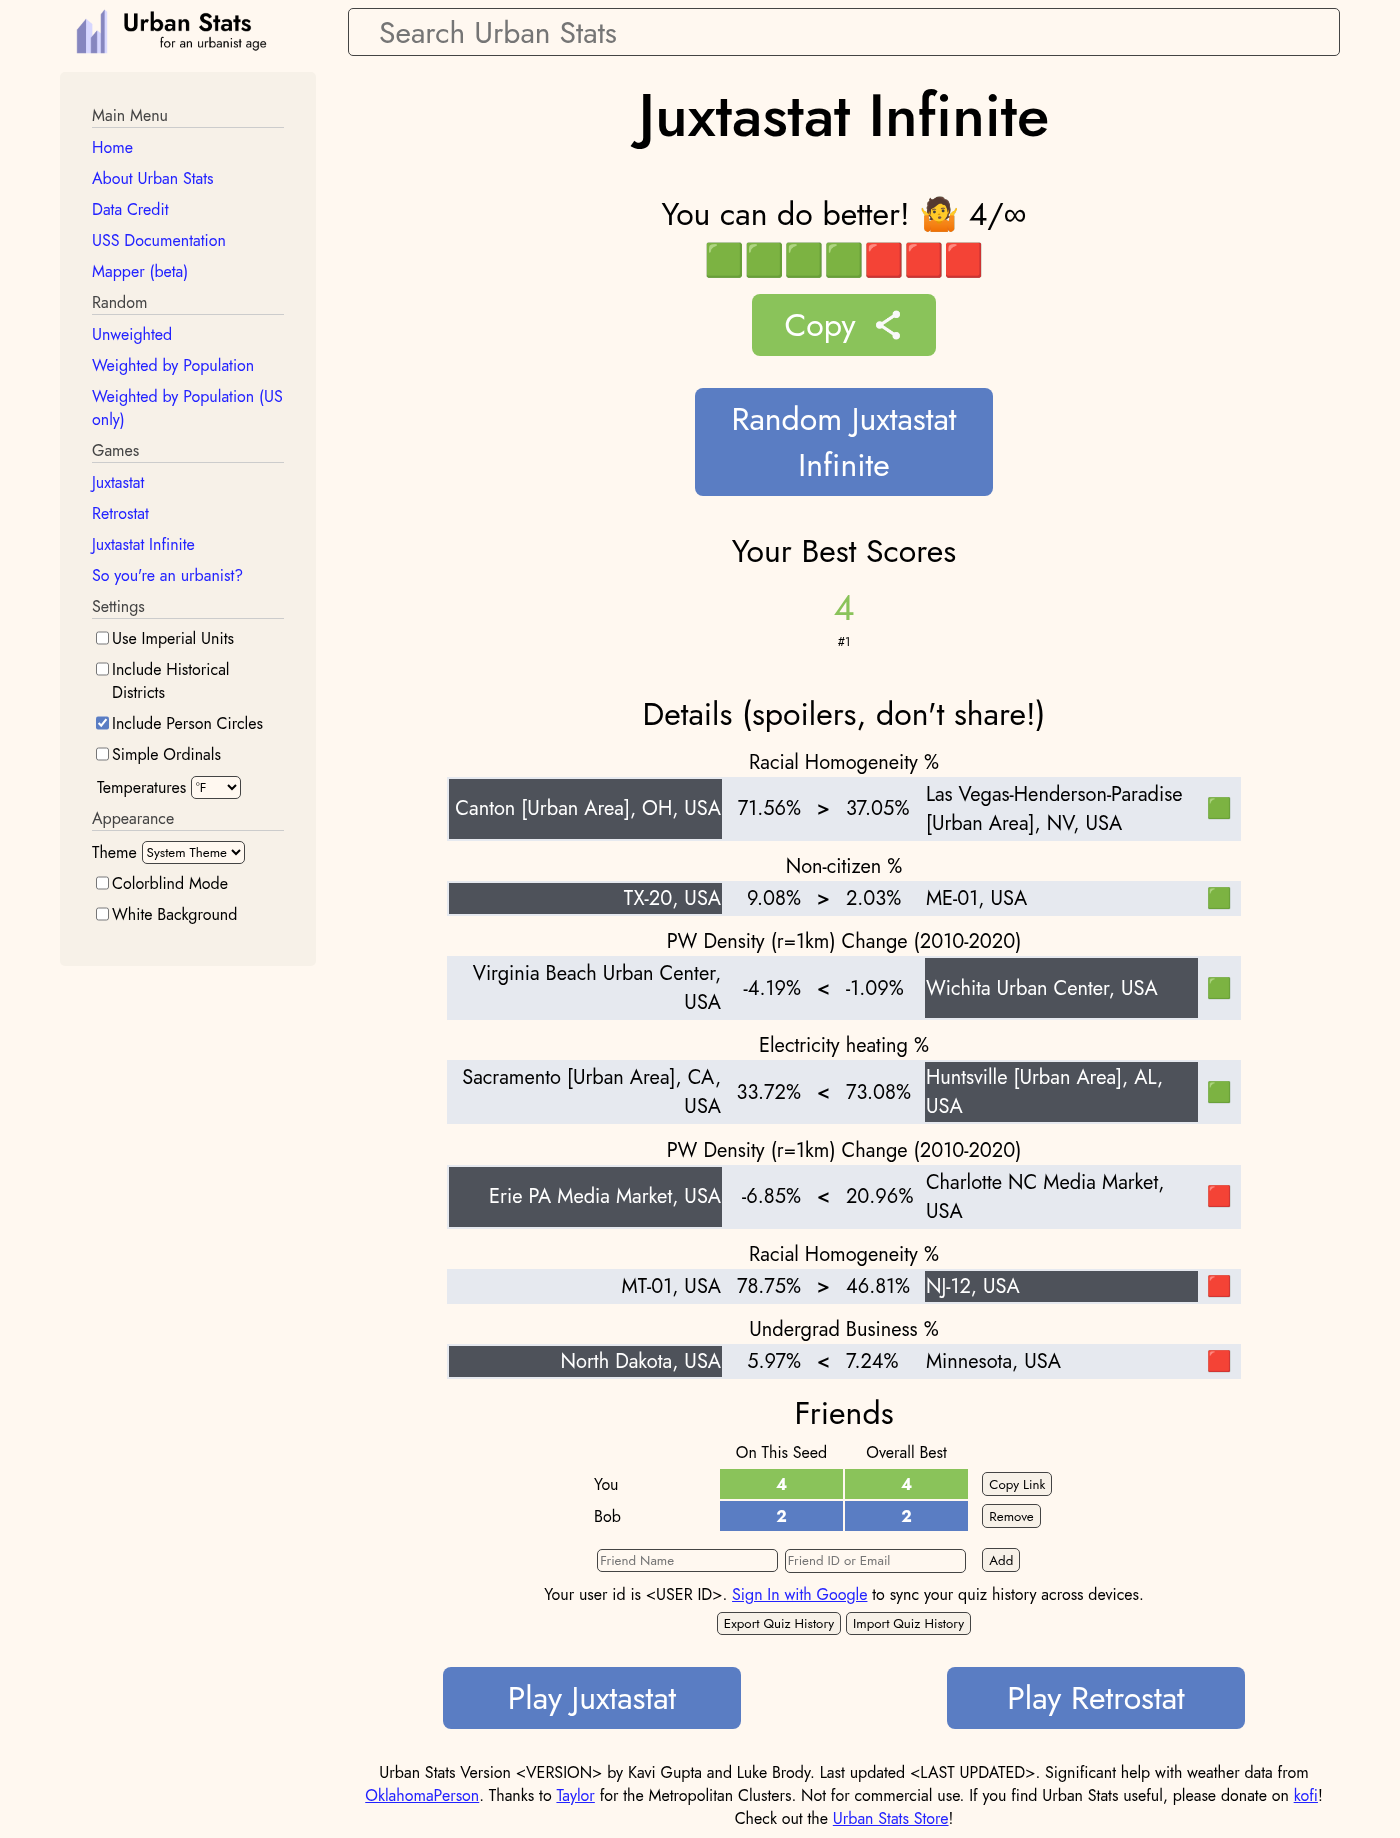 Urban Stats
for an urbanist age
Search Urban Stats
Main Menu
Home
About Urban Stats
Data Credit
USS Documentation
Mapper (beta)
Random
Unweighted
Weighted by Population
Weighted by Population (US
only)
Games
Juxtastat
Retrostat
Juxtastat Infinite
So you're an urbanist?
Settings
Use Imperial Units
Include Historical
Districts
Include Person Circles
Simple Ordinals
Temperatures °F
Appearance
Theme System Theme
Colorblind Mode
White Background
Juxtastat Infinite
You can do better! 🤷 4/∞
🟩🟩🟩🟩🟥🟥🟥
Copy
Random Juxtastat
Infinite
Your Best Scores
4
#1
Details (spoilers, don't share!)
Racial Homogeneity %
Canton [Urban Area], OH, USA 71.56% > 37.05% Las Vegas-Henderson-Paradise
[Urban Area], NV, USA 🟩
Non-citizen %
TX-20, USA 9.08% > 2.03% ME-01, USA 🟩
PW Density (r=1km) Change (2010-2020)
Virginia Beach Urban Center,
USA -4.19% < -1.09% Wichita Urban Center, USA 🟩
Electricity heating %
Sacramento [Urban Area], CA,
USA 33.72% < 73.08% Huntsville [Urban Area], AL,
USA 🟩
PW Density (r=1km) Change (2010-2020)
Erie PA Media Market, USA -6.85% < 20.96% Charlotte NC Media Market,
USA 🟥
Racial Homogeneity %
MT-01, USA 78.75% > 46.81% NJ-12, USA 🟥
Undergrad Business %
North Dakota, USA 5.97% < 7.24% Minnesota, USA 🟥
Friends
On This Seed Overall Best
You 4 4 Copy Link
Bob 2 2 Remove
Friend Name Friend ID or Email Add
Your user id is <USER ID>. Sign In with Google to sync your quiz history across devices.
Export Quiz History Import Quiz History
Play Juxtastat Play Retrostat
Urban Stats Version <VERSION> by Kavi Gupta and Luke Brody. Last updated <LAST UPDATED>. Significant help with weather data from
OklahomaPerson. Thanks to Taylor for the Metropolitan Clusters. Not for commercial use. If you find Urban Stats useful, please donate on kofi!
Check out the Urban Stats Store!